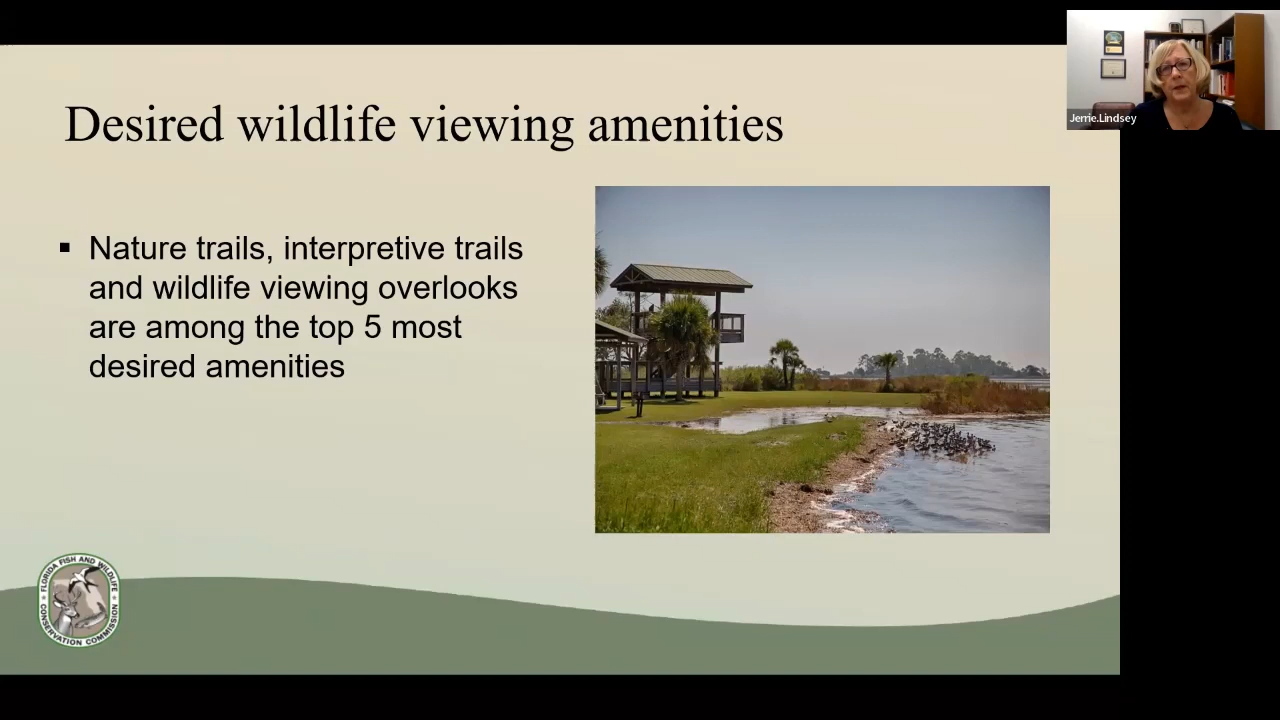 Desired wildlife viewing amenities
Jerrie.Lindsey
▪ Nature trails, interpretive trails
and wildlife viewing overlooks
are among the top 5 most
desired amenities
FLORIDA FISH AND WILDLIFE
CONSERVATION COMMISSION